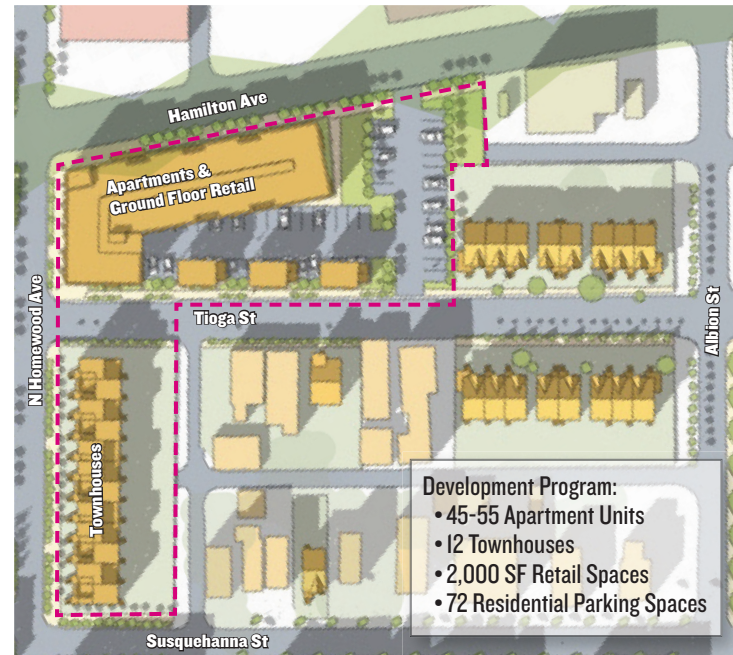 Hamilton Ave
Apartments &
Ground Floor Retail
N Homewood Ave
Tioga St
Albion St
Townhouses
Development Program:
• 45-55 Apartment Units
• 12 Townhouses
• 2,000 SF Retail Spaces
• 72 Residential Parking Spaces
Susquehanna St